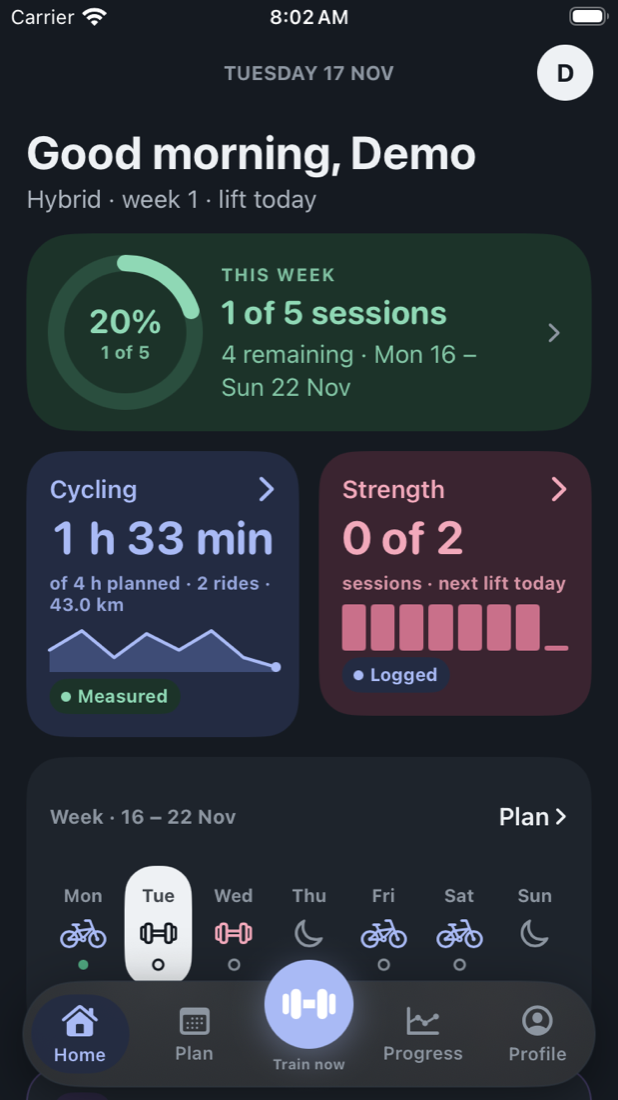 Carrier 8:02 AM
TUESDAY 17 NOV
D
Good morning, Demo
Hybrid · week 1 · lift today
20%
1 of 5
THIS WEEK
1 of 5 sessions
4 remaining · Mon 16 –
Sun 22 Nov
Cycling
1 h 33 min
of 4 h planned · 2 rides ·
43.0 km
Measured
Strength
0 of 2
sessions · next lift today
Logged
Week · 16 – 22 Nov
Plan
Mon Tue Wed Thu Fri Sat Sun
Home Plan Train now Progress Profile